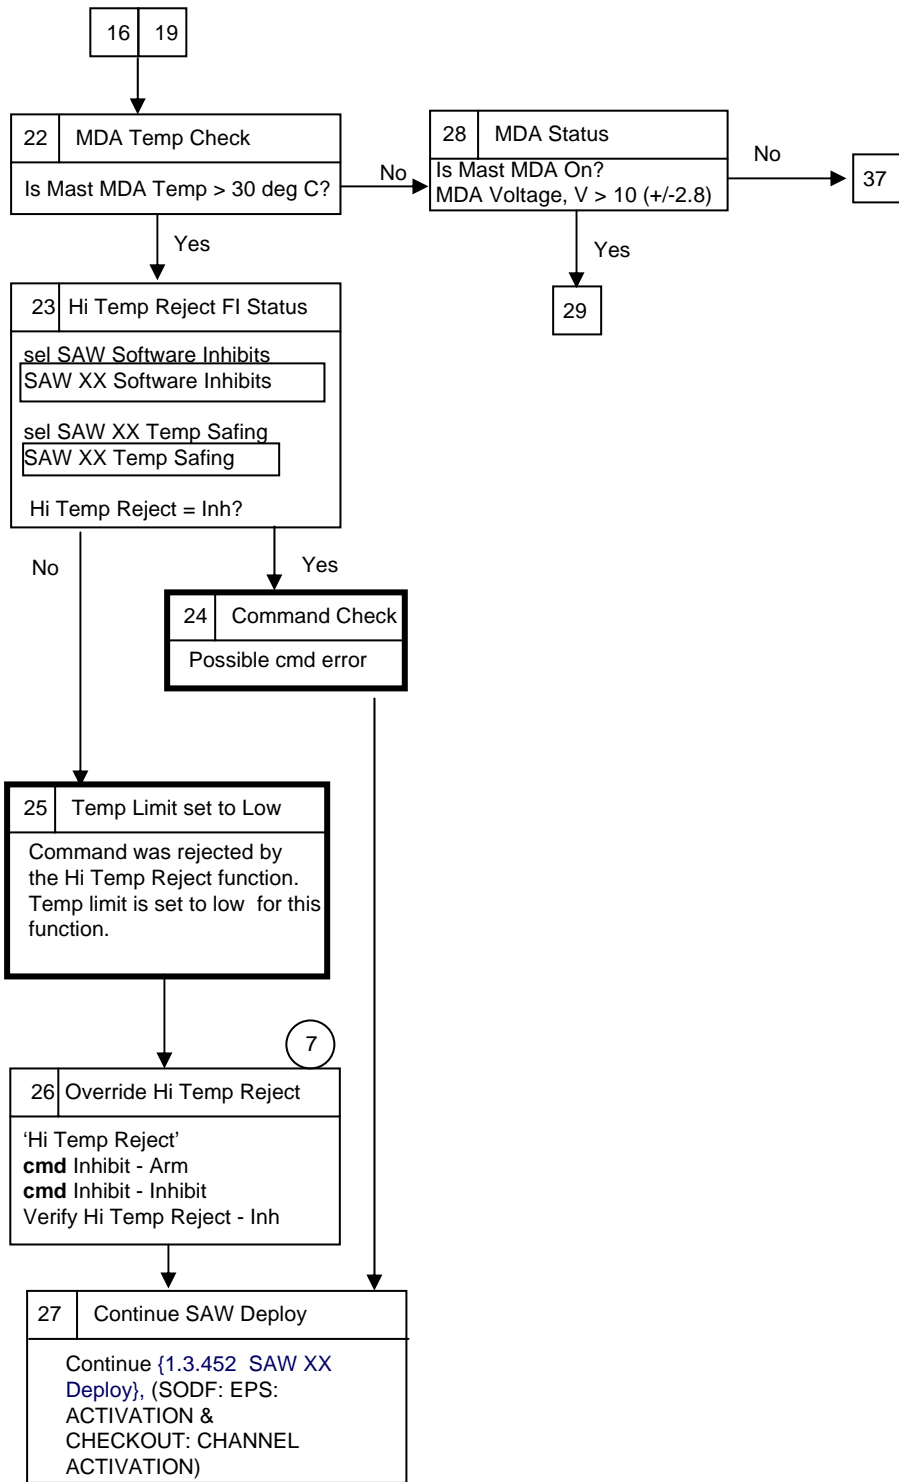 16 19
22 MDA Temp Check
Is Mast MDA Temp > 30 deg C?
No
28 MDA Status
Is Mast MDA On?
MDA Voltage, V > 10 (+/-2.8)
No
37
Yes
29
Yes
23 Hi Temp Reject FI Status
sel SAW Software Inhibits
SAW XX Software Inhibits
sel SAW XX Temp Safing
SAW XX Temp Safing
Hi Temp Reject = Inh?
No
Yes
24 Command Check
Possible cmd error
25 Temp Limit set to Low
Command was rejected by
the Hi Temp Reject function.
Temp limit is set to low for this
function.
7
26 Override Hi Temp Reject
‘Hi Temp Reject’
cmd Inhibit - Arm
cmd Inhibit - Inhibit
Verify Hi Temp Reject - Inh
27 Continue SAW Deploy
Continue {1.3.452 SAW XX
Deploy}, (SODF: EPS:
ACTIVATION &
CHECKOUT: CHANNEL
ACTIVATION)